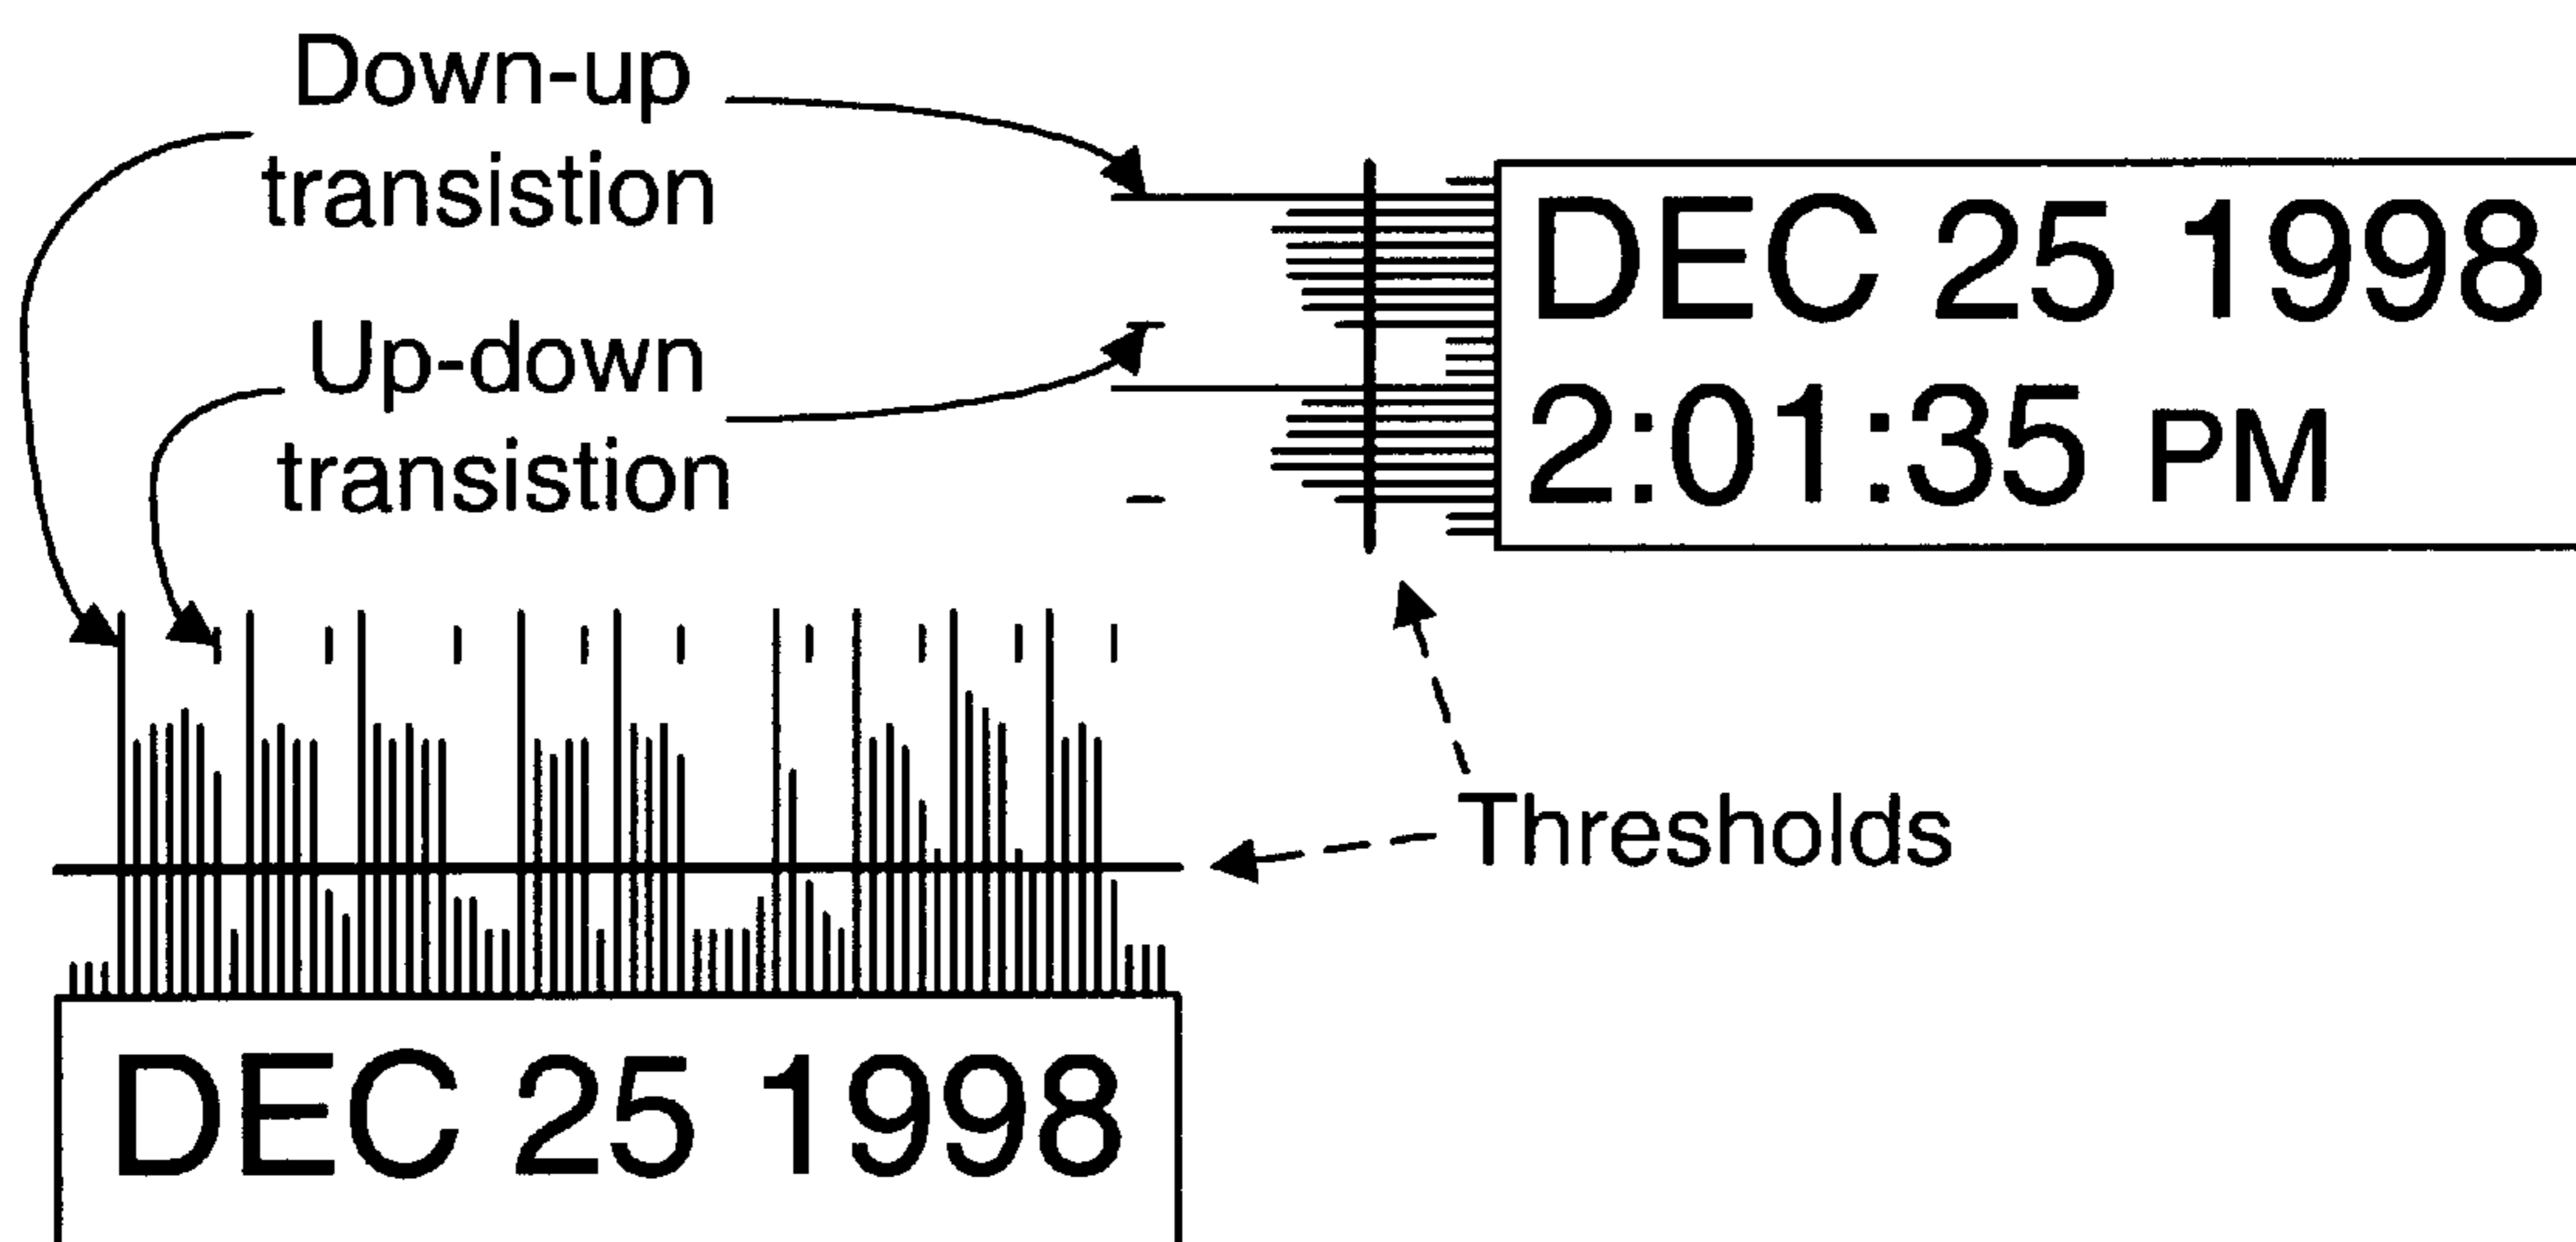 Down-up
transistion
DEC 25 1998
Up-down
2:01:35 PM
transistion
Thresholds
DEC 25 1998